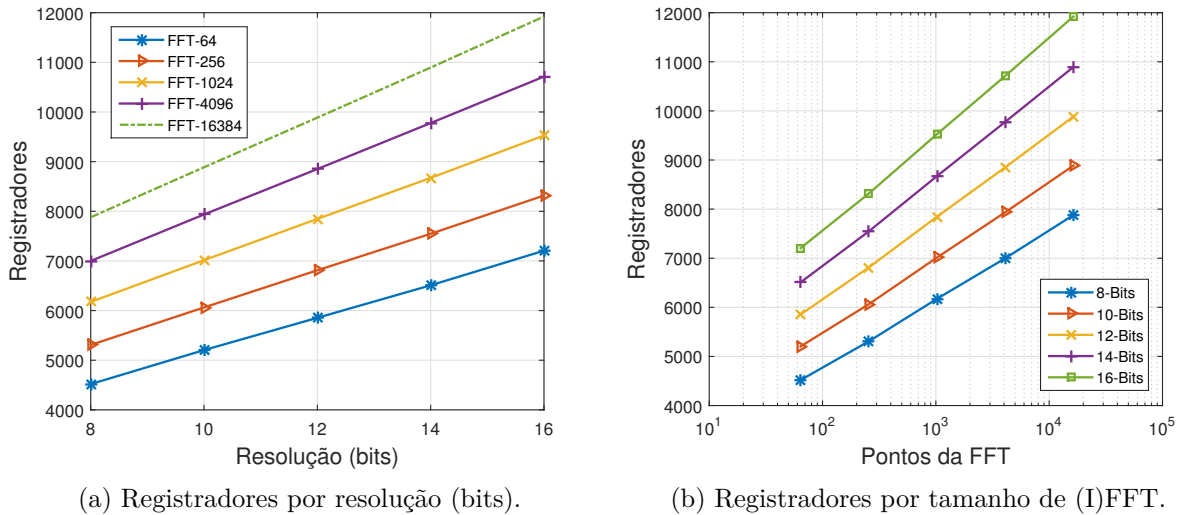 12000
11000
10000
9000
8000
7000
6000
5000
4000
Registradores
FFT-64
FFT-256
FFT-1024
FFT-4096
FFT-16384
8 10 12 14 16
Resolução (bits)
(a) Registradores por resolução (bits).
12000
11000
10000
9000
8000
7000
6000
5000
4000
Registradores
8-Bits
10-Bits
12-Bits
14-Bits
16-Bits
10¹ 10² 10³ 10⁴ 10⁵
Pontos da FFT
(b) Registradores por tamanho de (I)FFT.